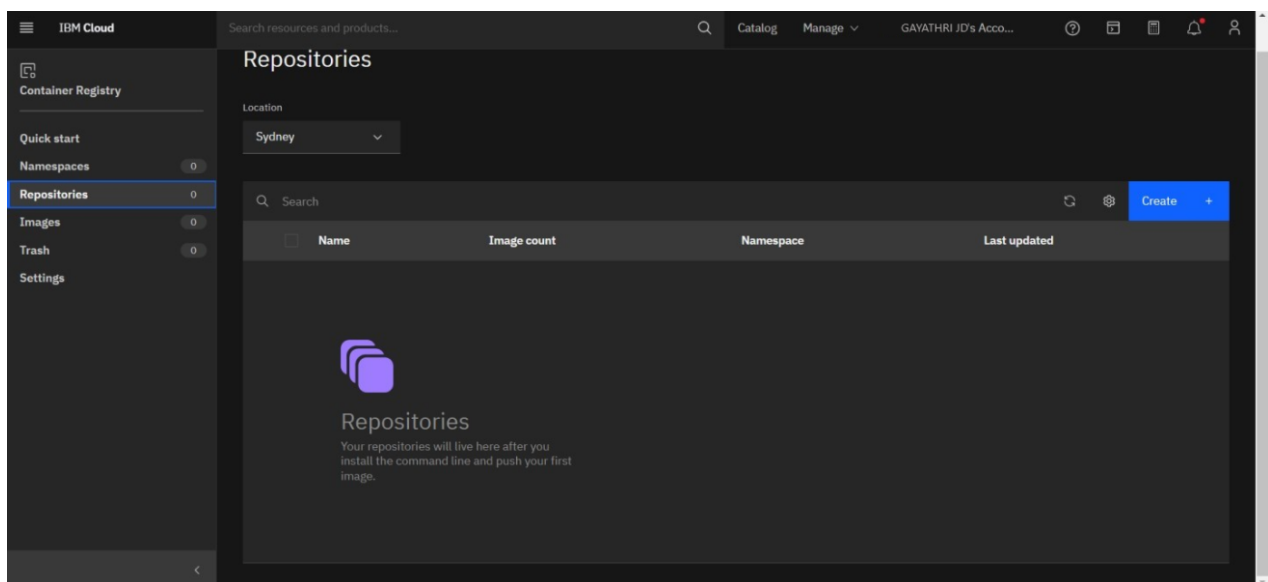 IBM Cloud
Search resources and products...
Catalog
Manage
GAYATHRI JD's Acco...
Container Registry
Quick start
Namespaces 0
Repositories 0
Images 0
Trash 0
Settings
Repositories
Location
Sydney
Search
Create +
Name Image count Namespace Last updated
Repositories
Your repositories will live here after you
install the command line and push your first
image.